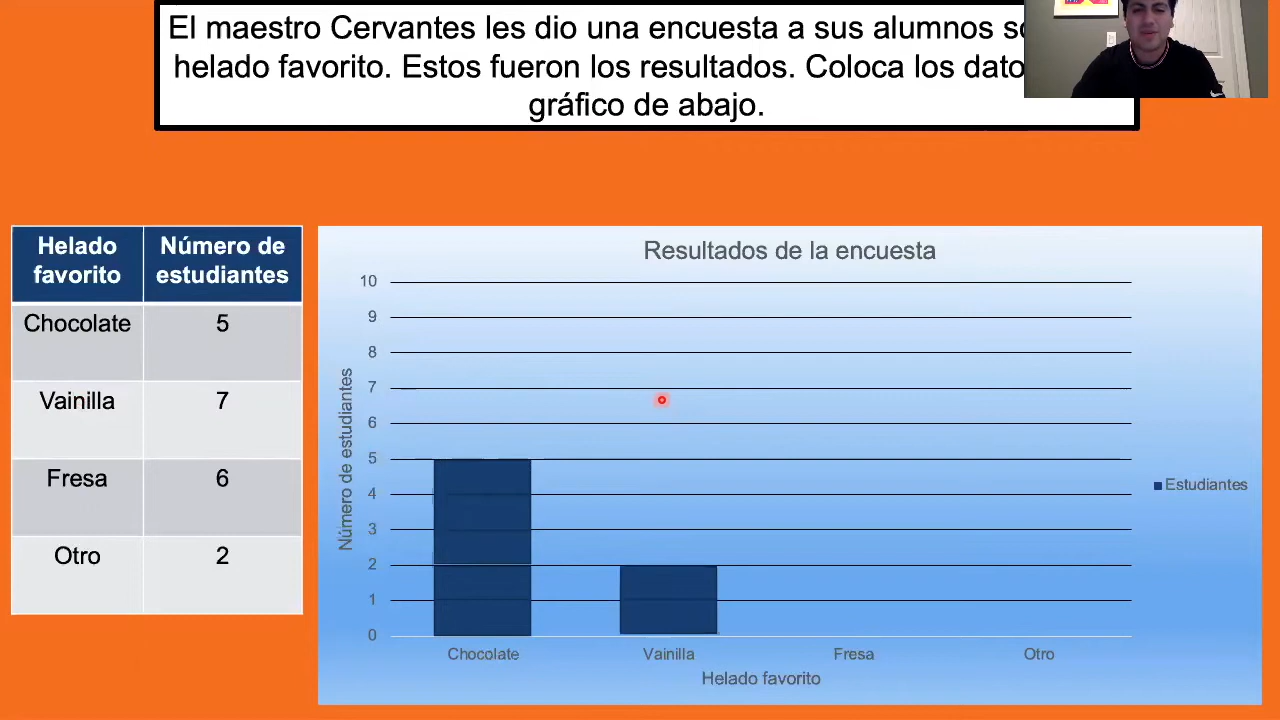 El maestro Cervantes les dio una encuesta a sus alumnos
helado favorito. Estos fueron los resultados. Coloca los
gráfico de abajo.
Helado favorito
Número de estudiantes
Chocolate 5
Vainilla 7
Fresa 6
Otro 2
Resultados de la encuesta
10
9
8
7
6
5
4
3
2
1
0
Número de estudiantes
Chocolate Vainilla Fresa Otro
Helado favorito
Estudiantes